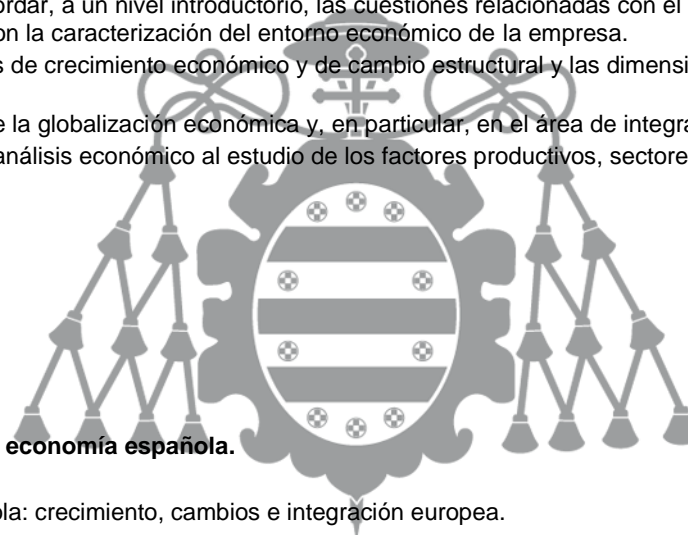 ordar, a un nivel introductorio, las cuestiones relacionadas con el
on la caracterización del entorno económico de la empresa.
s de crecimiento económico y de cambio estructural y las dimensi
e la globalización económica y, en particular, en el área de integra
análisis económico al estudio de los factores productivos, sectore
economía española.
ola: crecimiento, cambios e integración europea.